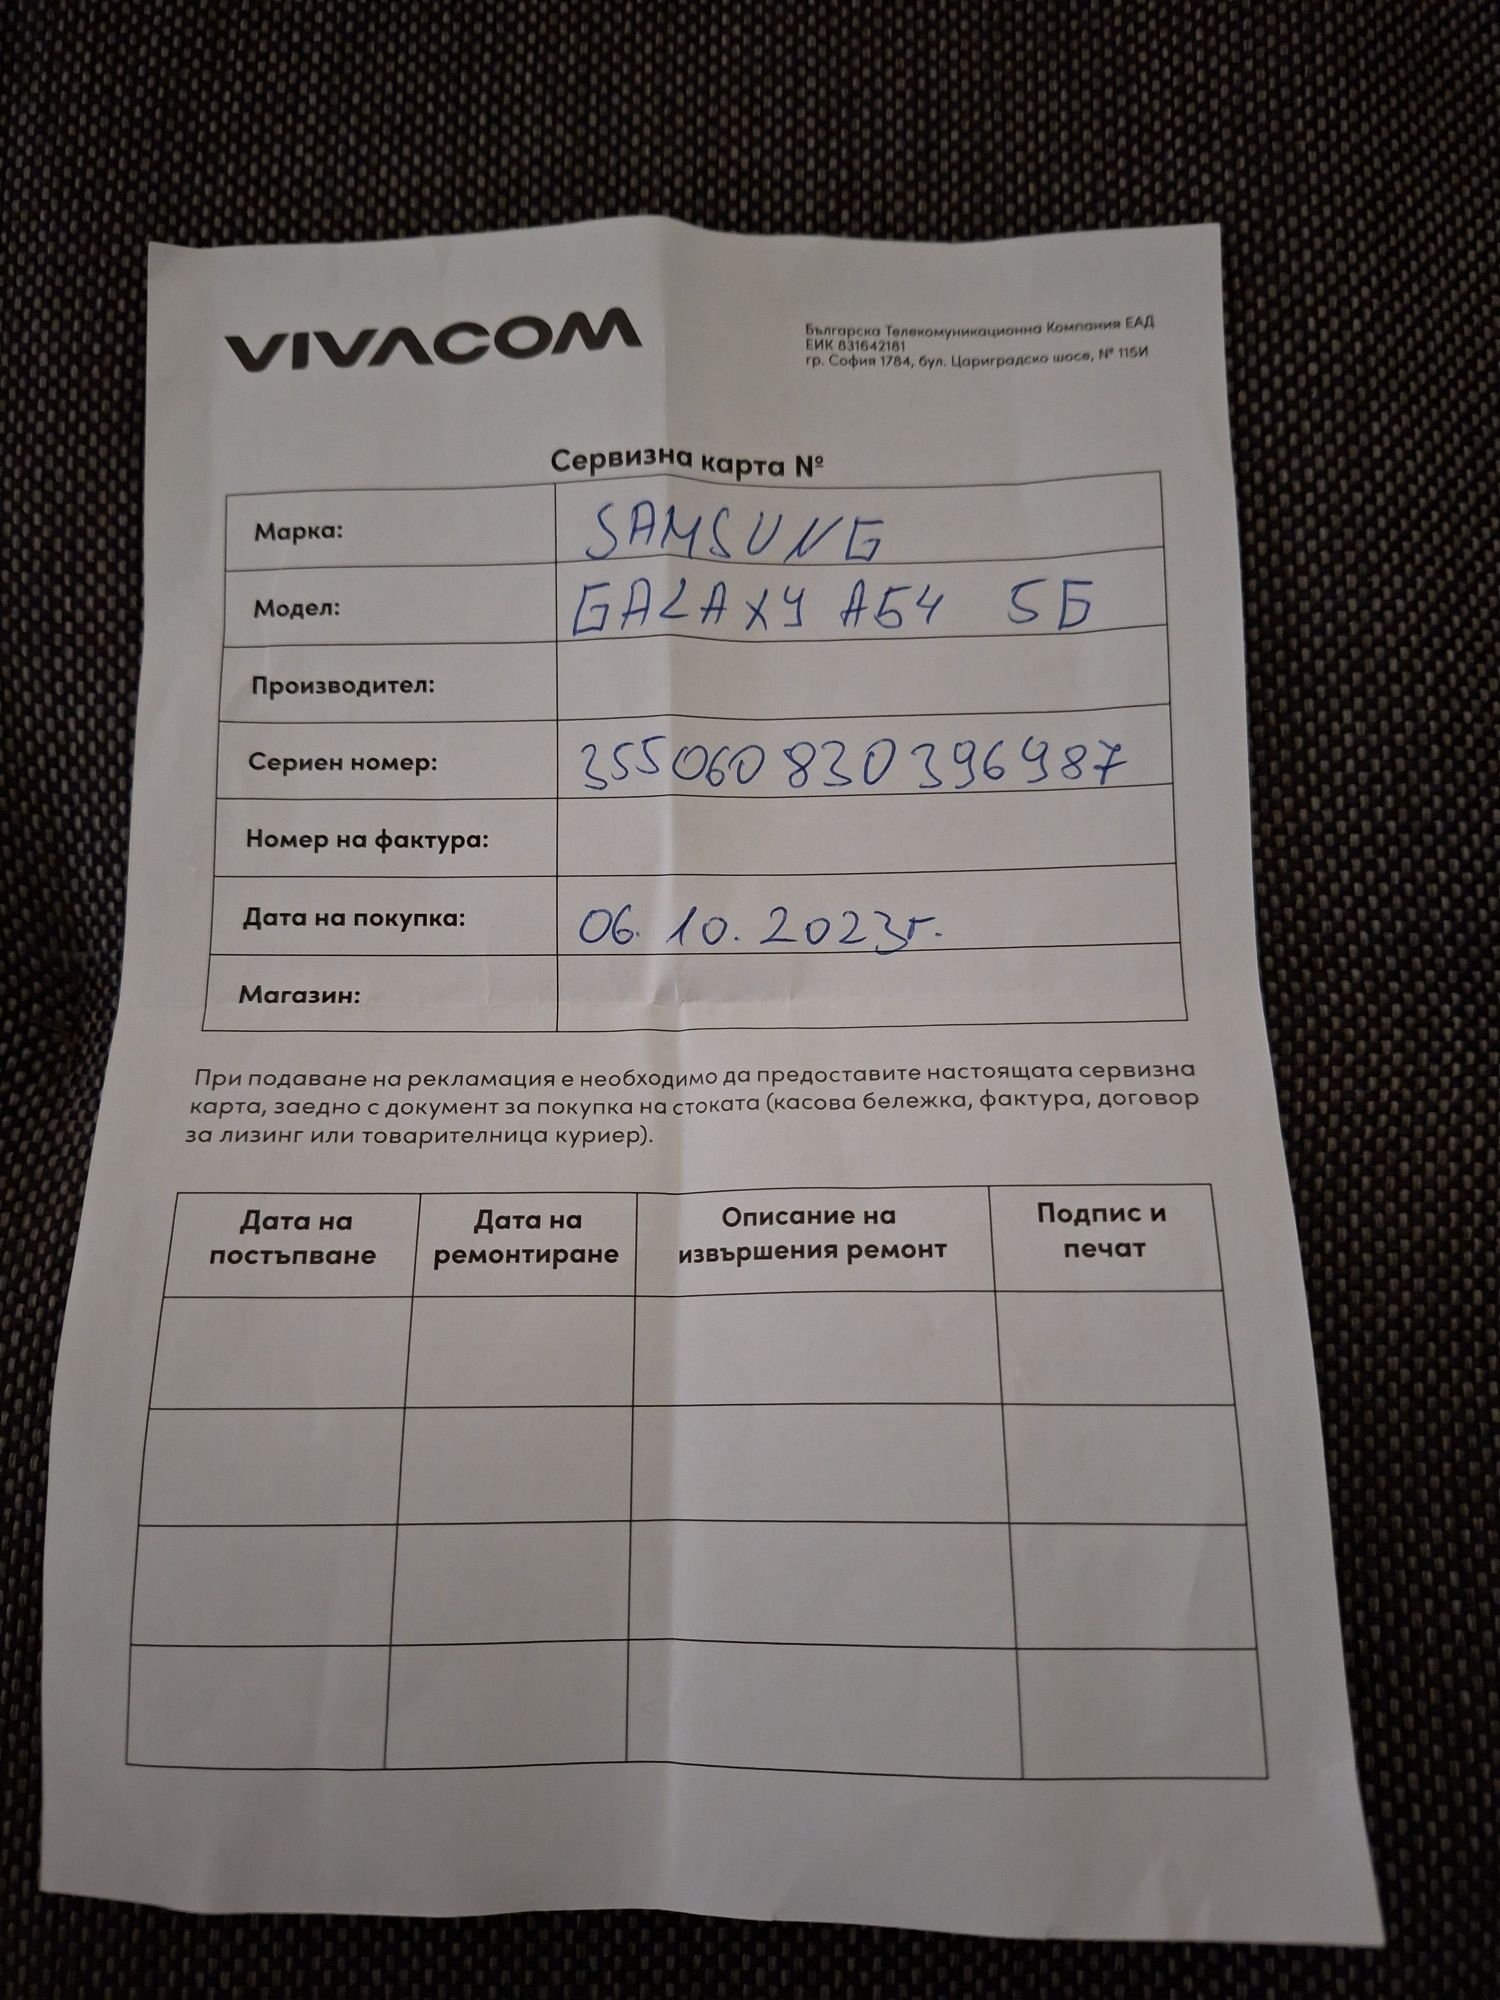 VIVACOM
Българска Телекомуникационна Компания ЕАД
ЕИК 831642181
гр. София 1784, бул. Цариградско шосе, № 115И
Сервизна карта №
Марка: SAMSUNG
Модел: GALAXY A54 5G
Производител:
Сериен номер: 355060830396987
Номер на фактура:
Дата на покупка: 06.10.2023г.
Магазин:
При подаване на рекламация е необходимо да предоставите настоящата сервизна
карта, заедно с документ за покупка на стоката (касова бележка, фактура, договор
за лизинг или товарителница куриер).
Дата на постъпване Дата на ремонтиране Описание на извършения ремонт Подпис и печат